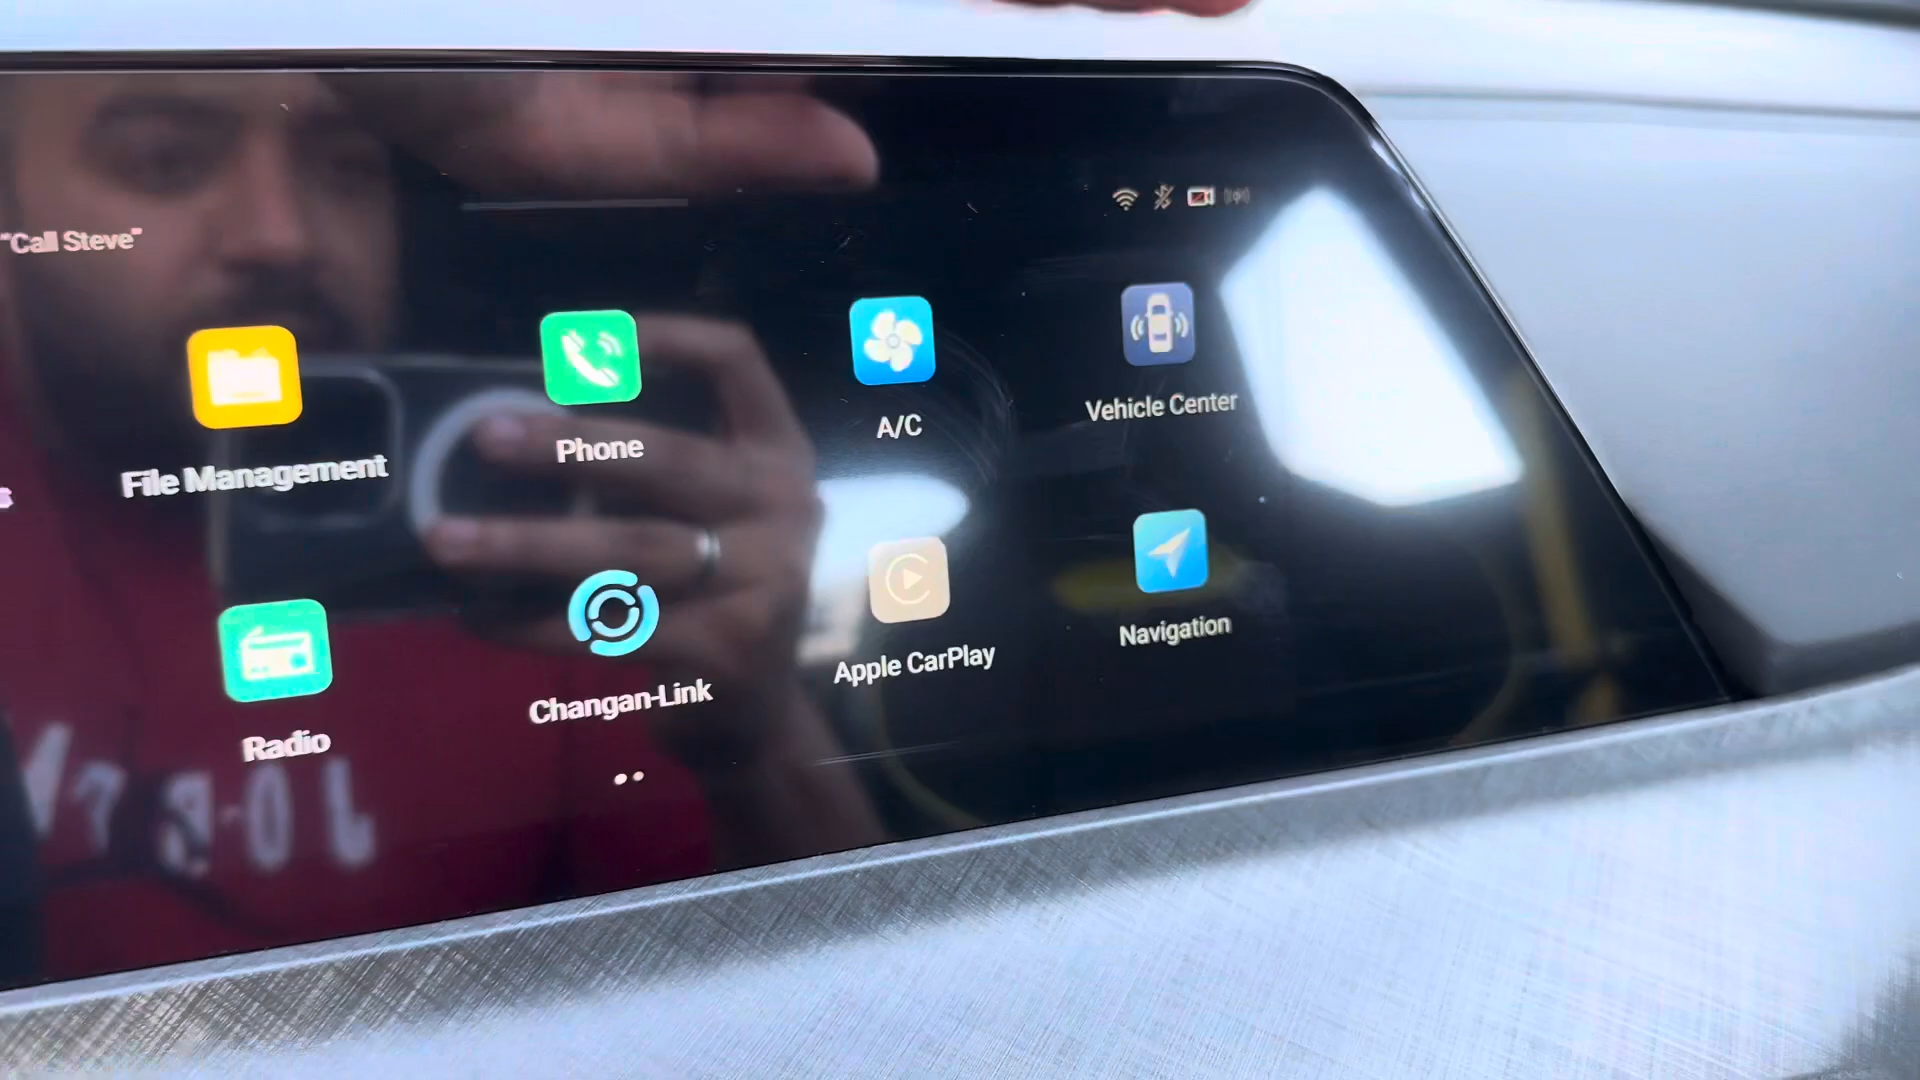 "Call Steve"
File Management
Phone
A/C
Vehicle Center
Radio
Changan-Link
Apple CarPlay
Navigation